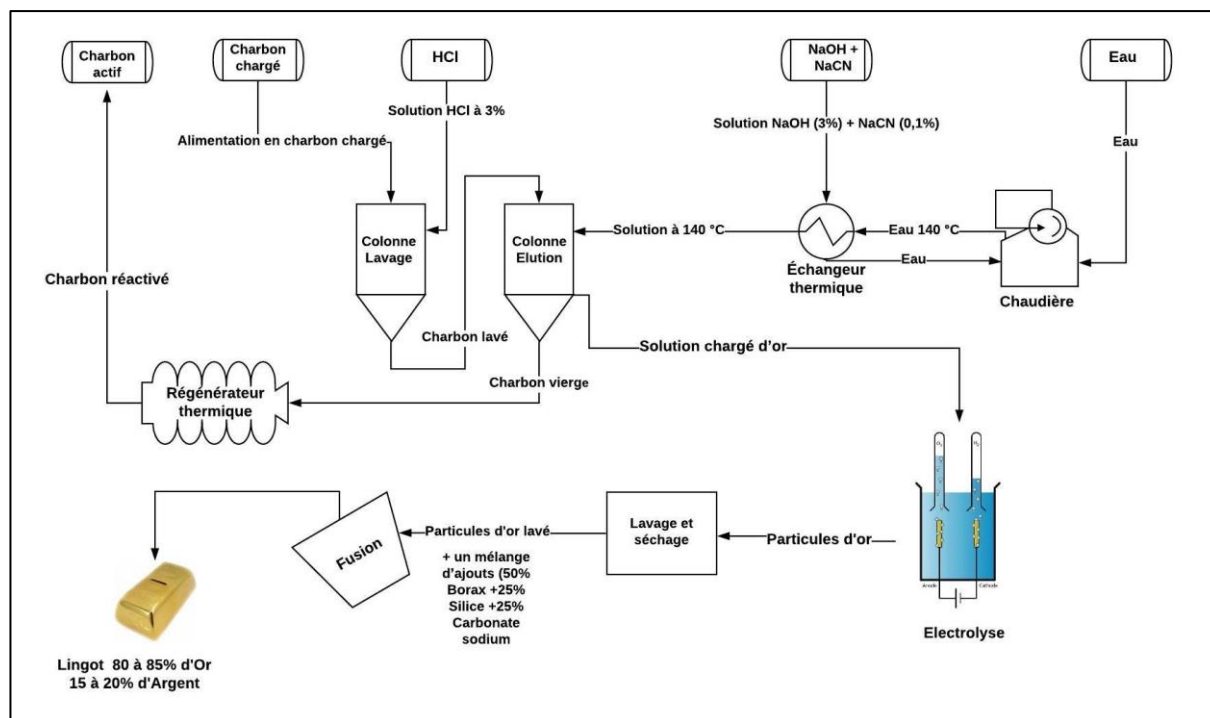 Charbon
actif
Charbon
chargé
HCl
NaOH +
NaCN
Eau
Solution HCl à 3%
Solution NaOH (3%) + NaCN (0,1%)
Alimentation en charbon chargé
Eau
Colonne
Lavage
Colonne
Elution
Solution à 140 °C
Eau 140 °C
Eau
Échangeur
thermique
Chaudière
Charbon réactivé
Charbon lavé
Solution chargé d'or
Charbon vierge
Régénérateur
thermique
O₂
Lavage et
séchage
Particules d'or lavé
Particules d'or
Fusion
+ un mélange
d'ajouts (50%
Borax +25%
Silice +25%
Carbonate
sodium
Anode
Cathode
Electrolyse
Lingot 80 à 85% d'Or
15 à 20% d'Argent